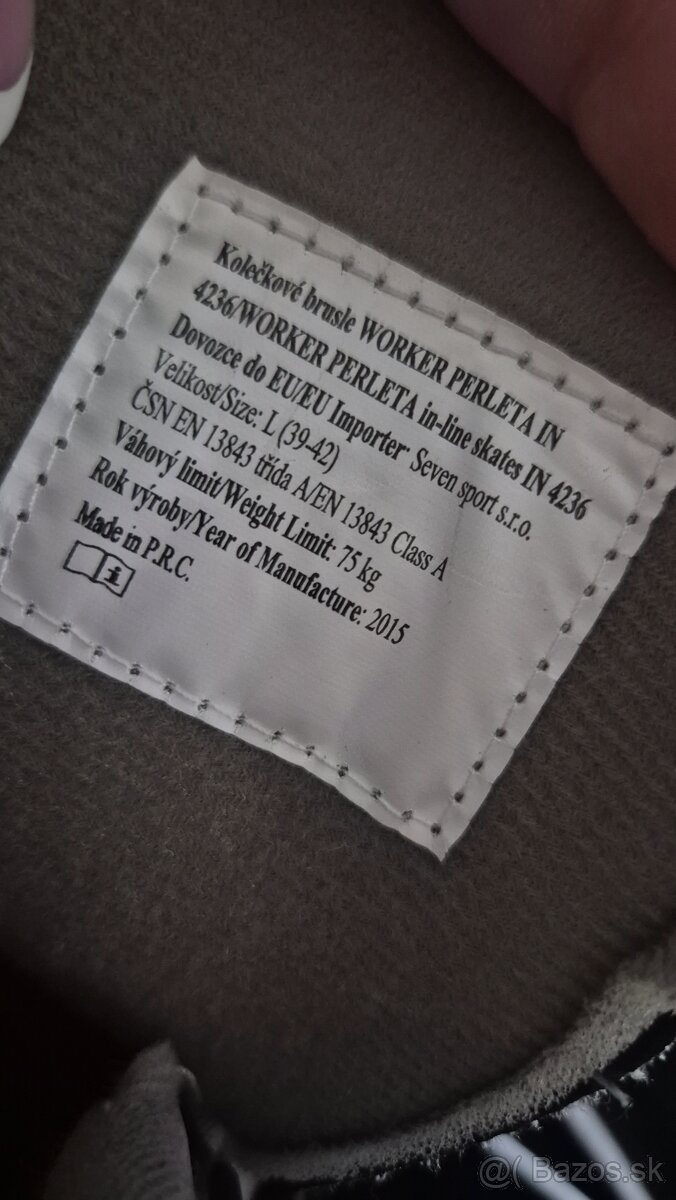 Kolečkové brusle WORKER PERLETA IN
4236/WORKER PERLETA in-line skates IN 4236
Dovozce do EU/EU Importer: Seven sport s.r.o.
Velikost/Size: L (39-42)
ČSN EN 13843 třída A/EN 13843 Class A
Váhový limit/Weight Limit: 75 kg
Rok výroby/Year of Manufacture: 2015
Made in P.R.C.
i
@( Bazos.sk